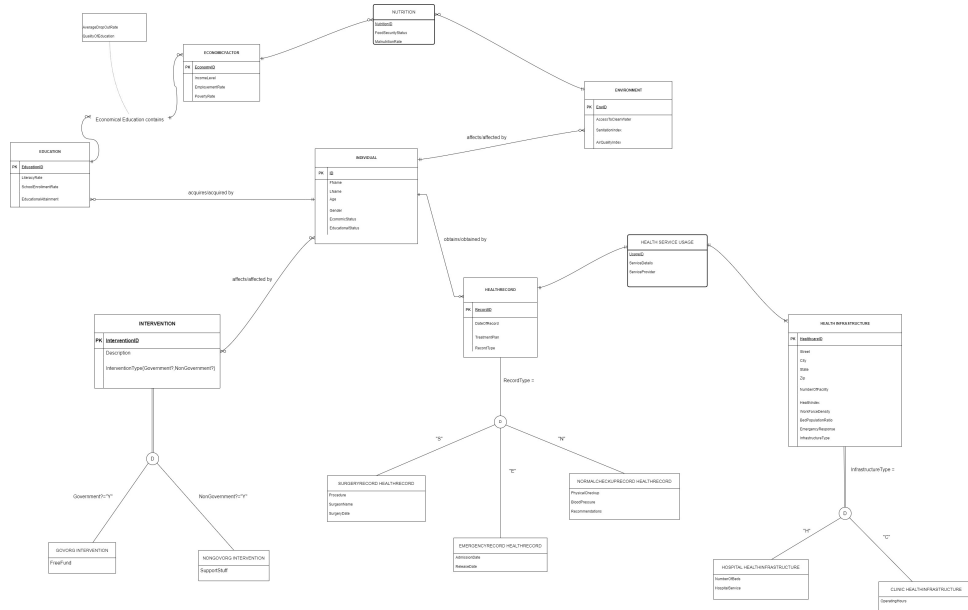 NUTRITION
NutritionID
FoodSecurityStatus
MalnutritionRate
AverageDropOutRate
QualityOfEducation
ECONOMICFACTOR
PK EconomyID
IncomeLevel
EmploymentRate
PovertyRate
ENVIRONMENT
PK EnvID
AccessToCleanWater
SanitationIndex
AirQualityIndex
Economical Education contains
affects/affected by
EDUCATION
PK EducationID
LiteracyRate
SchoolEnrollmentRate
EducationalAttainment
acquires/acquired by
INDIVIDUAL
PK ID
FName
LName
Age
Gender
EconomicStatus
EducationalStatus
obtains/obtained by
HEALTH SERVICE USAGE
UsageID
ServiceDetails
ServiceProvider
affects/affected by
HEALTHRECORD
PK RecordID
DateOfRecord
TreatmentPlan
RecordType
INTERVENTION
PK InterventionID
Description
InterventionType(Government?,NonGovernment?)
HEALTH INFRASTRUCTURE
PK HealthcareID
Street
City
State
Zip
NumberOfFacility
HealthIndex
WorkForceDensity
BedPopulationRatio
EmergencyResponse
InfrastructureType
RecordType =
D
"S"
"E"
"N"
D
Government?="Y"
NonGovernment?="Y"
InfrastructureType =
D
"H"
"C"
SURGERYRECORD HEALTHRECORD
Procedure
SurgeonName
SurgeryDate
NORMALCHECKUPRECORD HEALTHRECORD
PhysicalCheckup
BloodPressure
Recommendations
EMERGENCYRECORD HEALTHRECORD
AdmissionDate
ReleaseDate
GOVORG INTERVENTION
FreeFund
NONGOVORG INTERVENTION
SupportStuff
HOSPITAL HEALTHINFRASTRUCTURE
NumberOfBeds
HospitalService
CLINIC HEALTHINFRASTRUCTURE
OperatingHours